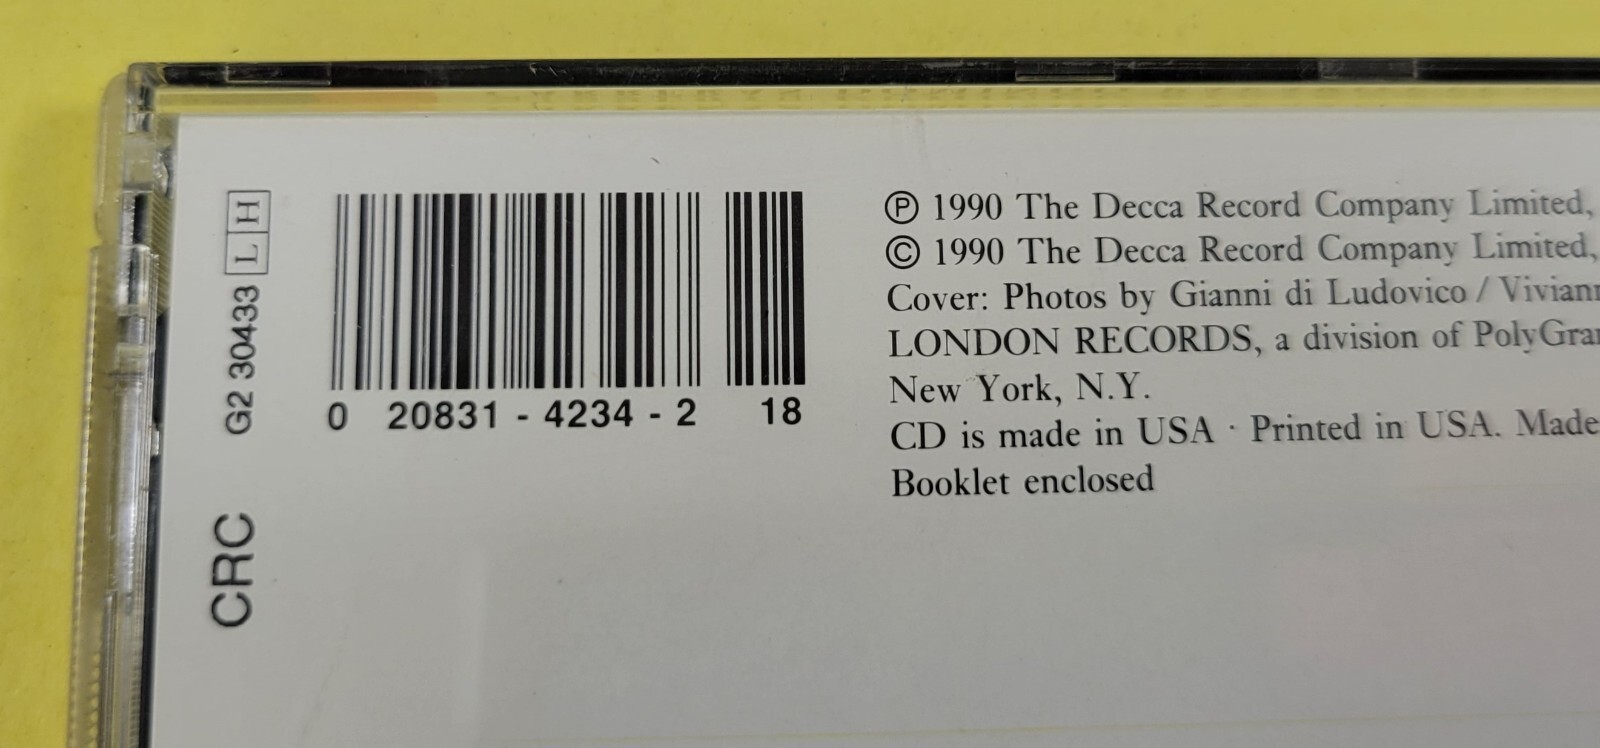 ℗ 1990 The Decca Record Company Limited,
© 1990 The Decca Record Company Limited,
Cover: Photos by Gianni di Ludovico /
LONDON RECORDS, a division of
New York, N.Y.
CD is made in USA · Printed in USA. Made
Booklet enclosed
0 20831 - 4234 - 2 18
G2 30433 L H
CRC